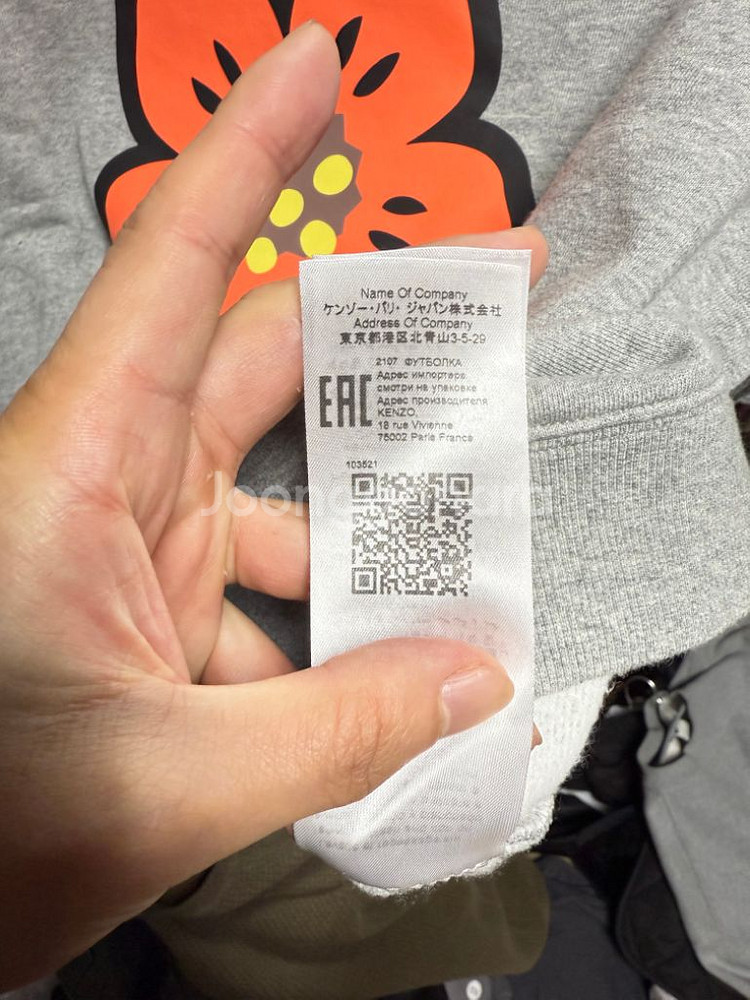 Name Of Company
ケンゾー・パリ・ジャパン株式会社
Address Of Company
東京都港区北青山3-5-29
2107 ФУТБОЛКА
Адрес импортера
смотри на упаковке
Адрес производителя
KENZO,
18 rue Vivienne
75002 Paris France
EAC
103521